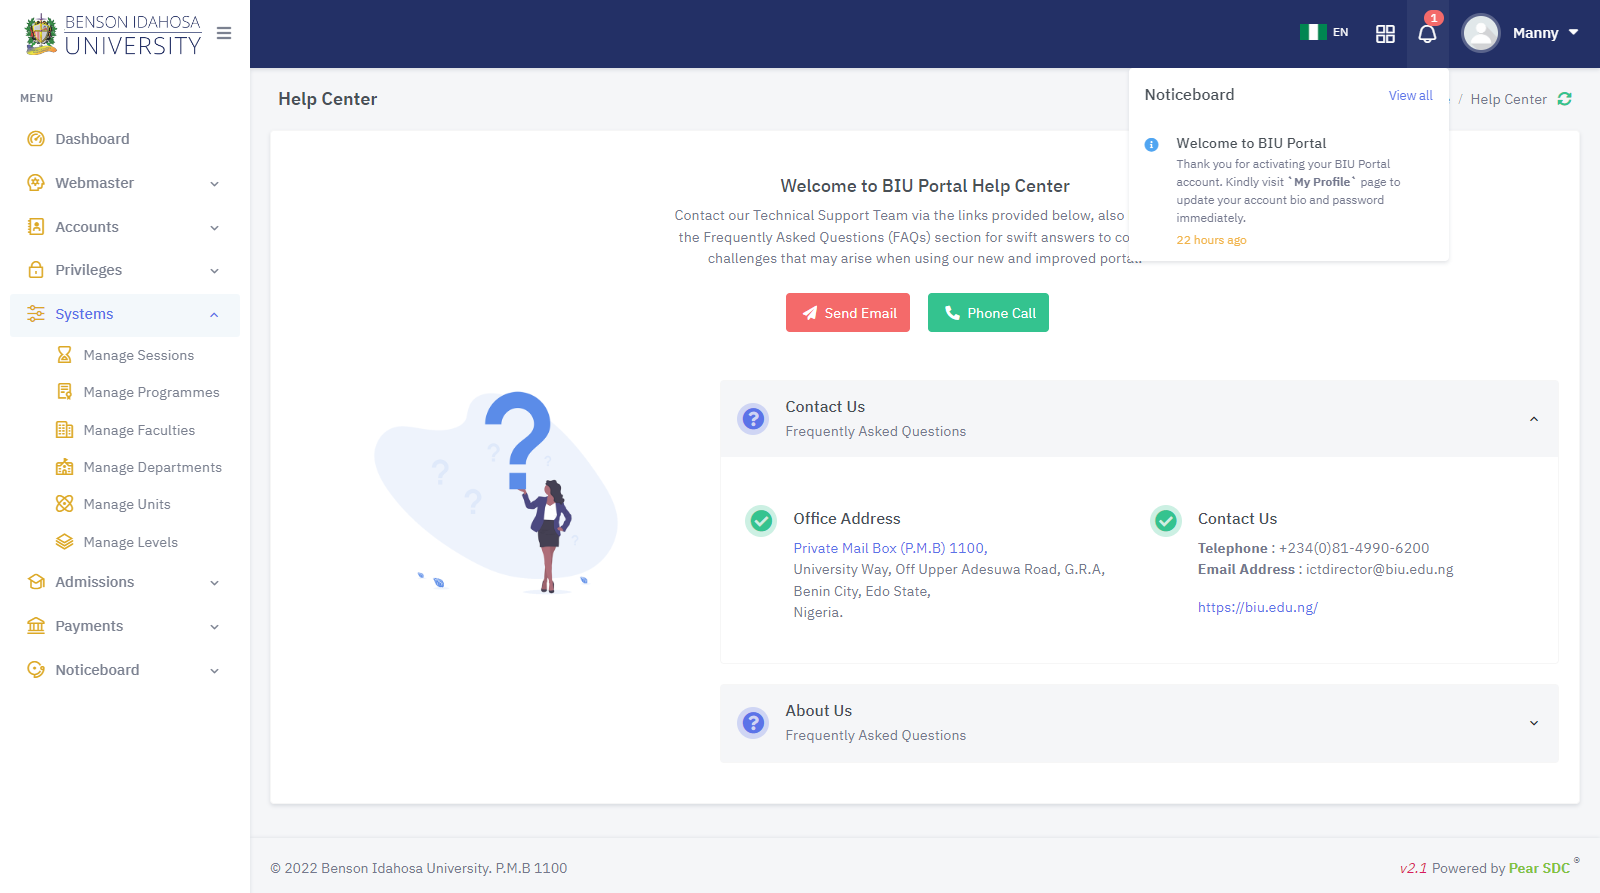 BENSON IDAHOSA
UNIVERSITY
EN
1
Manny
MENU
Dashboard
Webmaster
Accounts
Privileges
Systems
Manage Sessions
Manage Programmes
Manage Faculties
Manage Departments
Manage Units
Manage Levels
Admissions
Payments
Noticeboard
Help Center
/ Help Center
Noticeboard
View all
Welcome to BIU Portal
Thank you for activating your BIU Portal
account. Kindly visit `My Profile` page to
update your account bio and password
immediately.
22 hours ago
Welcome to BIU Portal Help Center
Contact our Technical Support Team via the links provided below, also
the Frequently Asked Questions (FAQs) section for swift answers to
challenges that may arise when using our new and improved portal.
Send Email
Phone Call
Contact Us
Frequently Asked Questions
Office Address
Private Mail Box (P.M.B) 1100,
University Way, Off Upper Adesuwa Road, G.R.A,
Benin City, Edo State,
Nigeria.
Contact Us
Telephone : +234(0)81-4990-6200
Email Address : ictdirector@biu.edu.ng
https://biu.edu.ng/
About Us
Frequently Asked Questions
© 2022 Benson Idahosa University. P.M.B 1100
v2.1 Powered by Pear SDC ®